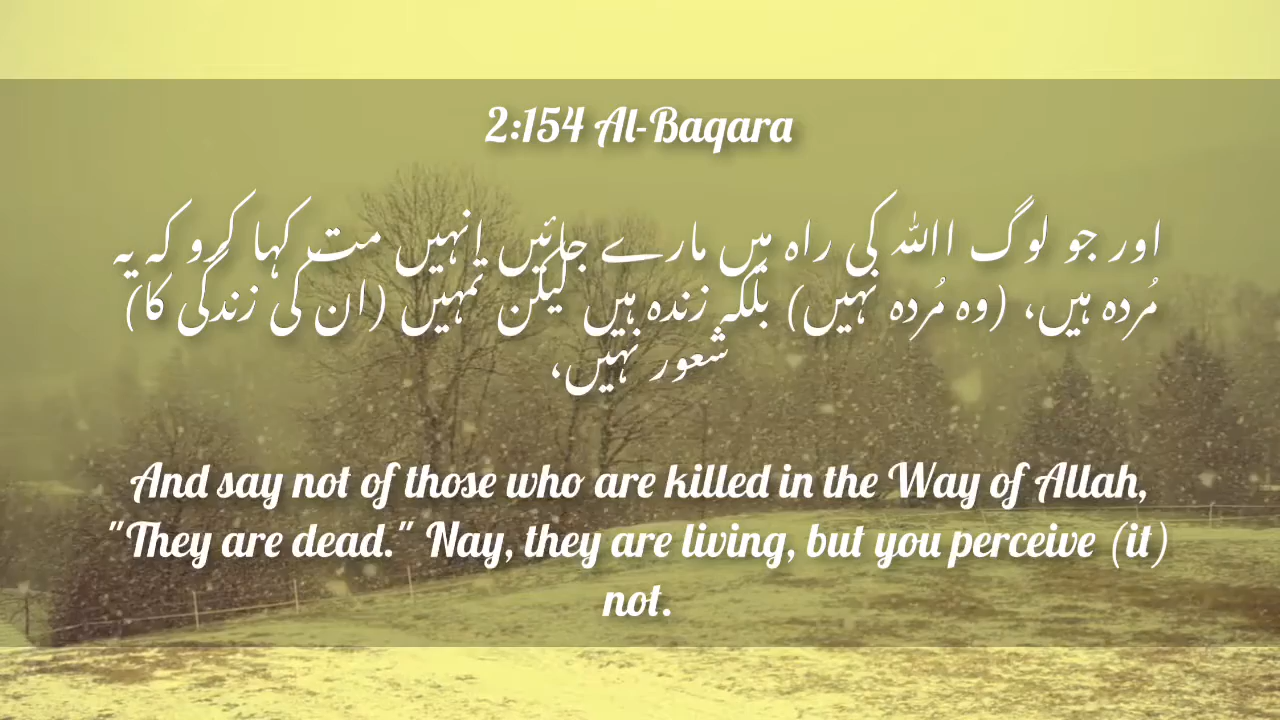 2:154 Al-Baqara
اور جو لوگ اﷲ کی راہ میں مارے جائیں انہیں مت کہا کرو کہ یہ
مُردہ ہیں، (وہ مُردہ نہیں) بلکہ زندہ ہیں لیکن تمہیں (ان کی زندگی کا)
شعور نہیں،
And say not of those who are killed in the Way of Allah,
"They are dead." Nay, they are living, but you perceive (it)
not.